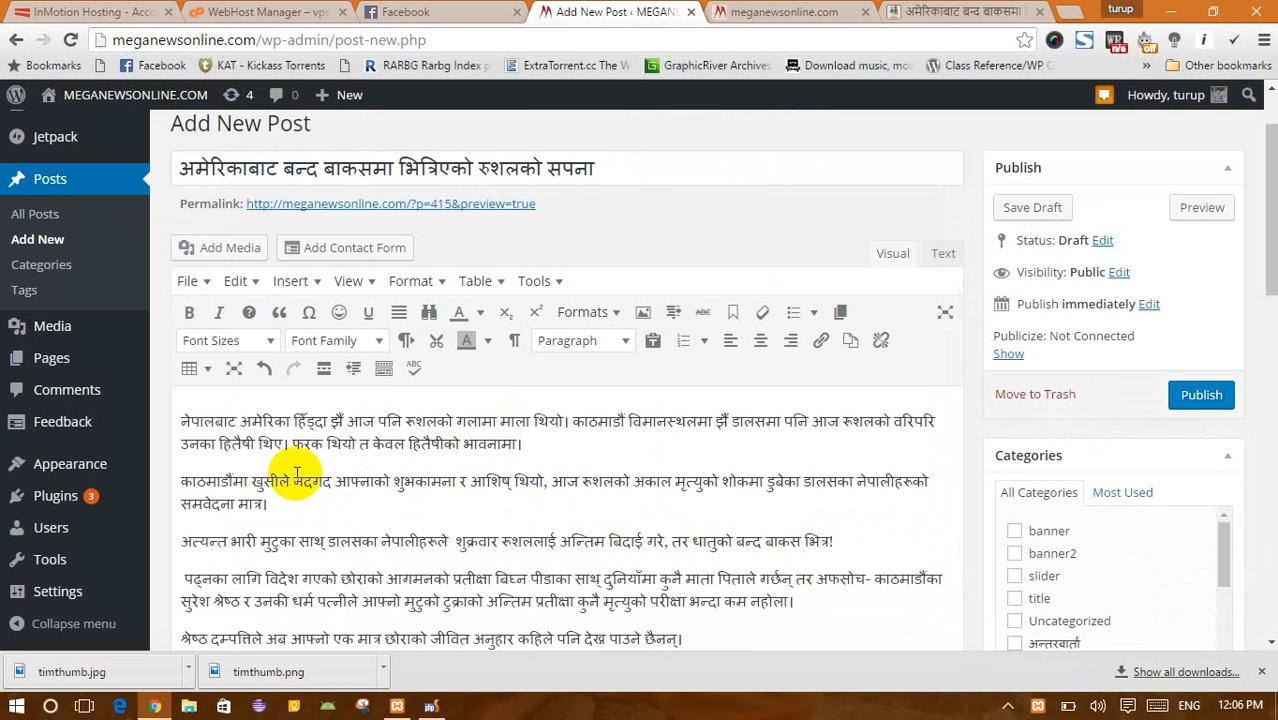 InMotion Hosting - Acco
WebHost Manager – vps
Facebook
Add New Post ‹ MEGANE
meganewsonline.com
अमेरिकाबाट बन्द बाकसमा
turup
meganewsonline.com/wp-admin/post-new.php
Bookmarks
Facebook
KAT - Kickass Torrents
RARBG Rarbg Index Pag
ExtraTorrent.cc The W
GraphicRiver Archives
Download music, mo
Class Reference/WP C
»
Other bookmarks
MEGANEWSONLINE.COM
4
0
New
Howdy, turup
Jetpack
Posts
All Posts
Add New
Categories
Tags
Media
Pages
Comments
Feedback
Appearance
Plugins 3
Users
Tools
Settings
Collapse menu
Add New Post
अमेरिकाबाट बन्द बाकसमा भित्रिएको रुशलको सपना
Permalink: http://meganewsonline.com/?p=415&preview=true
Add Media
Add Contact Form
Visual
Text
File
Edit
Insert
View
Format
Table
Tools
Formats
Font Sizes
Font Family
Paragraph
नेपालबाट अमेरिका हिँड्दा झैँ आज पनि रूशलको गलामा माला थियो। काठमाडौं विमानस्थलमा झैँ डालसमा पनि आज रूशलको वरिपरि
उनका हितैषी थिए। फरक थियो त केवल हितैषीको भावनामा।
काठमाडौंमा खुसीले गदगद आफ्नाको शुभकामना र आशिष् थियो, आज रूशलको अकाल मृत्युको शोकमा डुबेका डालसका नेपालीहरूको
समवेदना मात्र।
अत्यन्त भारी मुटुका साथ् डालसका नेपालीहरूले शुक्रवार रूशललाई अन्तिम बिदाई गरे, तर धातुको बन्द बाकस भित्र!
पढ्नका लागि विदेश गएको छोराको आगमनको प्रतीक्षा बिघ्न पीडाका साथ् दुनियाँमा कुनै माता पिताले गर्छन् तर अफसोच- काठमाडौंका
सुरेश श्रेष्ठ र उनकी धर्म पत्नीले आफ्नो मुटुको टुक्राको अन्तिम प्रतीक्षा कुनै मृत्युको परीक्षा भन्दा कम नहोला।
श्रेष्ठ दम्पत्तिले अब आफ्नो एक मात्र छोराको जीवित अनुहार कहिले पनि देख्न पाउने छैनन्।
Publish
Save Draft
Preview
Status: Draft Edit
Visibility: Public Edit
Publish immediately Edit
Publicize: Not Connected
Show
Move to Trash
Publish
Categories
All Categories
Most Used
banner
banner2
slider
title
Uncategorized
अन्तरबार्ता
timthumb.jpg
timthumb.png
Show all downloads...
ENG
12:06 PM